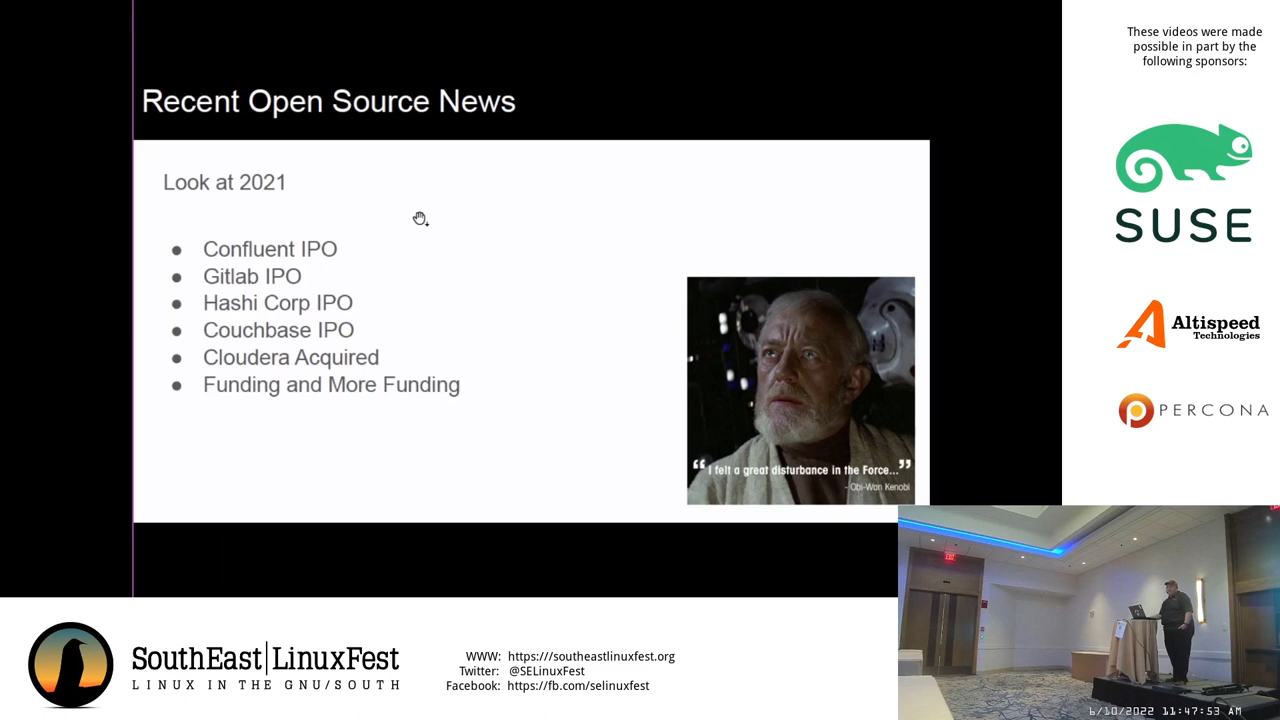 Recent Open Source News
Look at 2021
● Confluent IPO
● Gitlab IPO
● Hashi Corp IPO
● Couchbase IPO
● Cloudera Acquired
● Funding and More Funding
“I felt a great disturbance in the Force...”
- Obi-Wan Kenobi
These videos were made
possible in part by the
following sponsors:
SUSE
Altispeed
Technologies
PERCONA
SouthEast|LinuxFest
LINUX IN THE GNU/SOUTH
WWW: https:///southeastlinuxfest.org
Twitter: @SELinuxFest
Facebook: https://fb.com/selinuxfest
EXIT
6/10/2022 11:47:53 AM